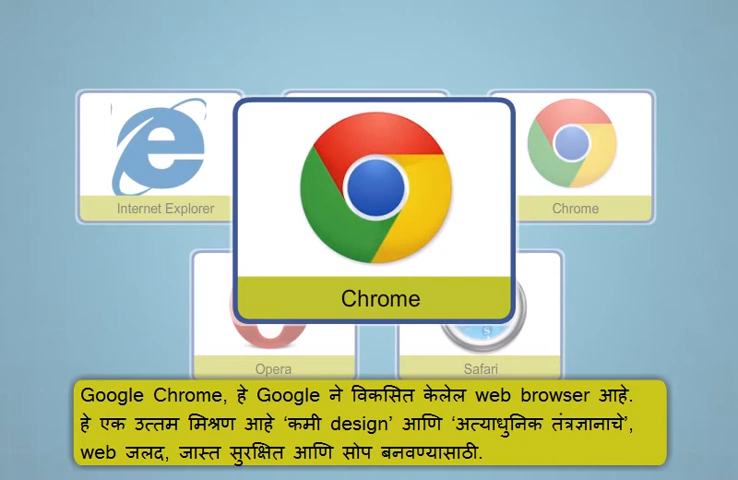 Internet Explorer
Chrome
Chrome
Opera
Safari
Google Chrome, हे Google ने विकसित केलेल web browser आहे.
हे एक उत्तम मिश्रण आहे ‘कमी design’ आणि ‘अत्याधुनिक तंत्रज्ञानाचे’,
web जलद, जास्त सुरक्षित आणि सोप बनवण्यासाठी.